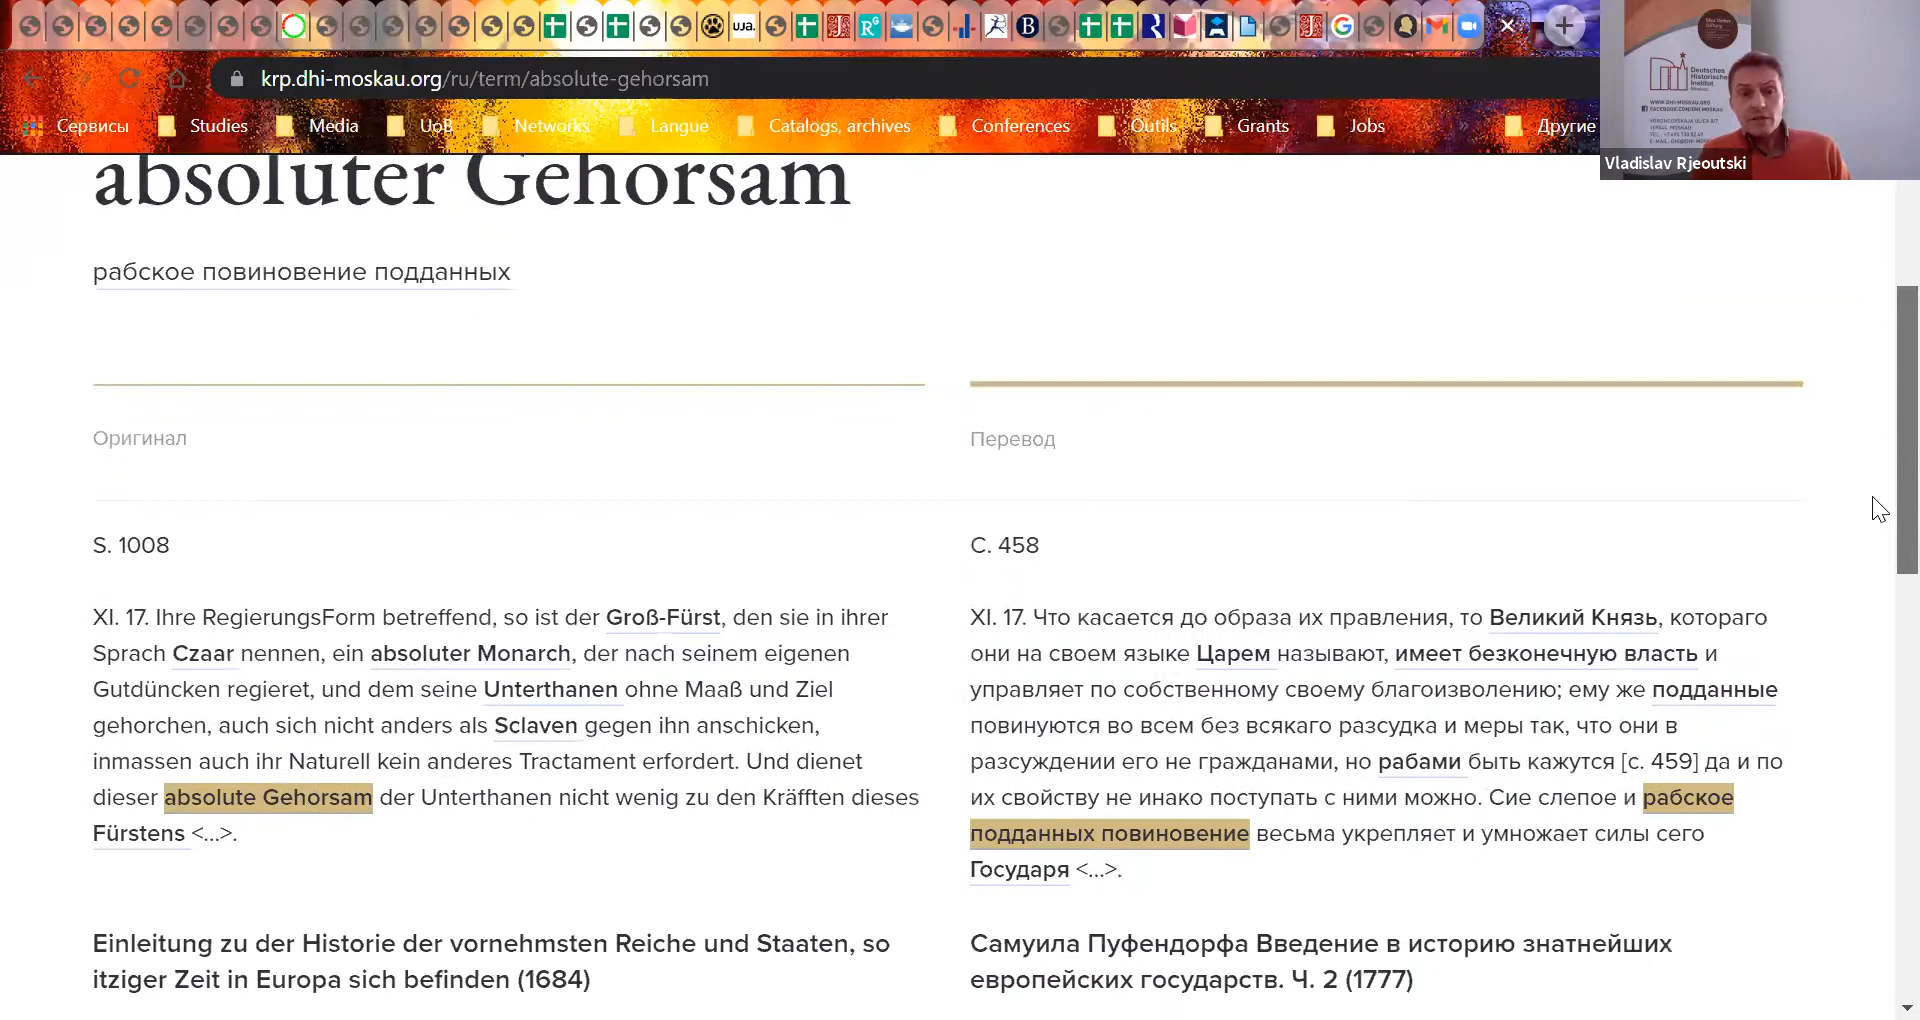 krp.dhi-moskau.org/ru/term/absolute-gehorsam
Сервисы Studies Media UoB Networks Langue Catalogs, archives Conferences Outils Grants Jobs » Другие
Deutsches
Historisches
Institut
Moskau
Vladislav Rjeoutski
absoluter Gehorsam
рабское повиновение подданных
Оригинал
Перевод
S. 1008
XI. 17. Ihre RegierungsForm betreffend, so ist der Groß-Fürst, den sie in ihrer
Sprach Czaar nennen, ein absoluter Monarch, der nach seinem eigenen
Gutdüncken regieret, und dem seine Unterthanen ohne Maaß und Ziel
gehorchen, auch sich nicht anders als Sclaven gegen ihn anschicken,
inmassen auch ihr Naturell kein anderes Tractament erfordert. Und dienet
dieser absolute Gehorsam der Unterthanen nicht wenig zu den Kräfften dieses
Fürstens <...>.
Einleitung zu der Historie der vornehmsten Reiche und Staaten, so
itziger Zeit in Europa sich befinden (1684)
С. 458
XI. 17. Что касается до образа их правления, то Великий Князь, котораго
они на своем языке Царем называют, имеет безконечную власть и
управляет по собственному своему благоизволению; ему же подданные
повинуются во всем без всякаго разсудка и меры так, что они в
разсуждении его не гражданами, но рабами быть кажутся [с. 459] да и по
их свойству не инако поступать с ними можно. Сие слепое и рабское
подданных повиновение весьма укрепляет и умножает силы сего
Государя <...>.
Самуила Пуфендорфа Введение в историю знатнейших
европейских государств. Ч. 2 (1777)